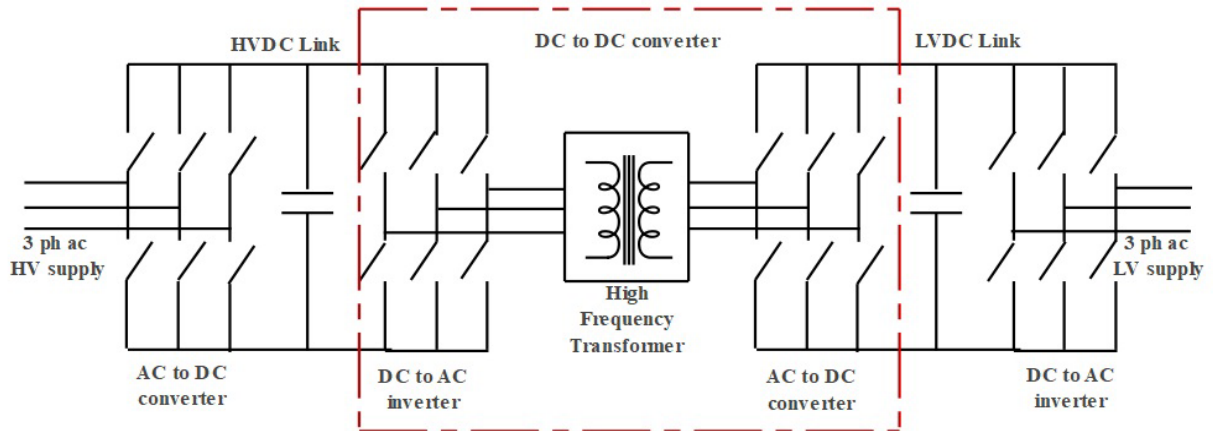 HVDC Link
DC to DC converter
LVDC Link
3 ph ac
HV supply
3 ph ac
LV supply
High
Frequency
Transformer
AC to DC
converter
DC to AC
inverter
AC to DC
converter
DC to AC
inverter